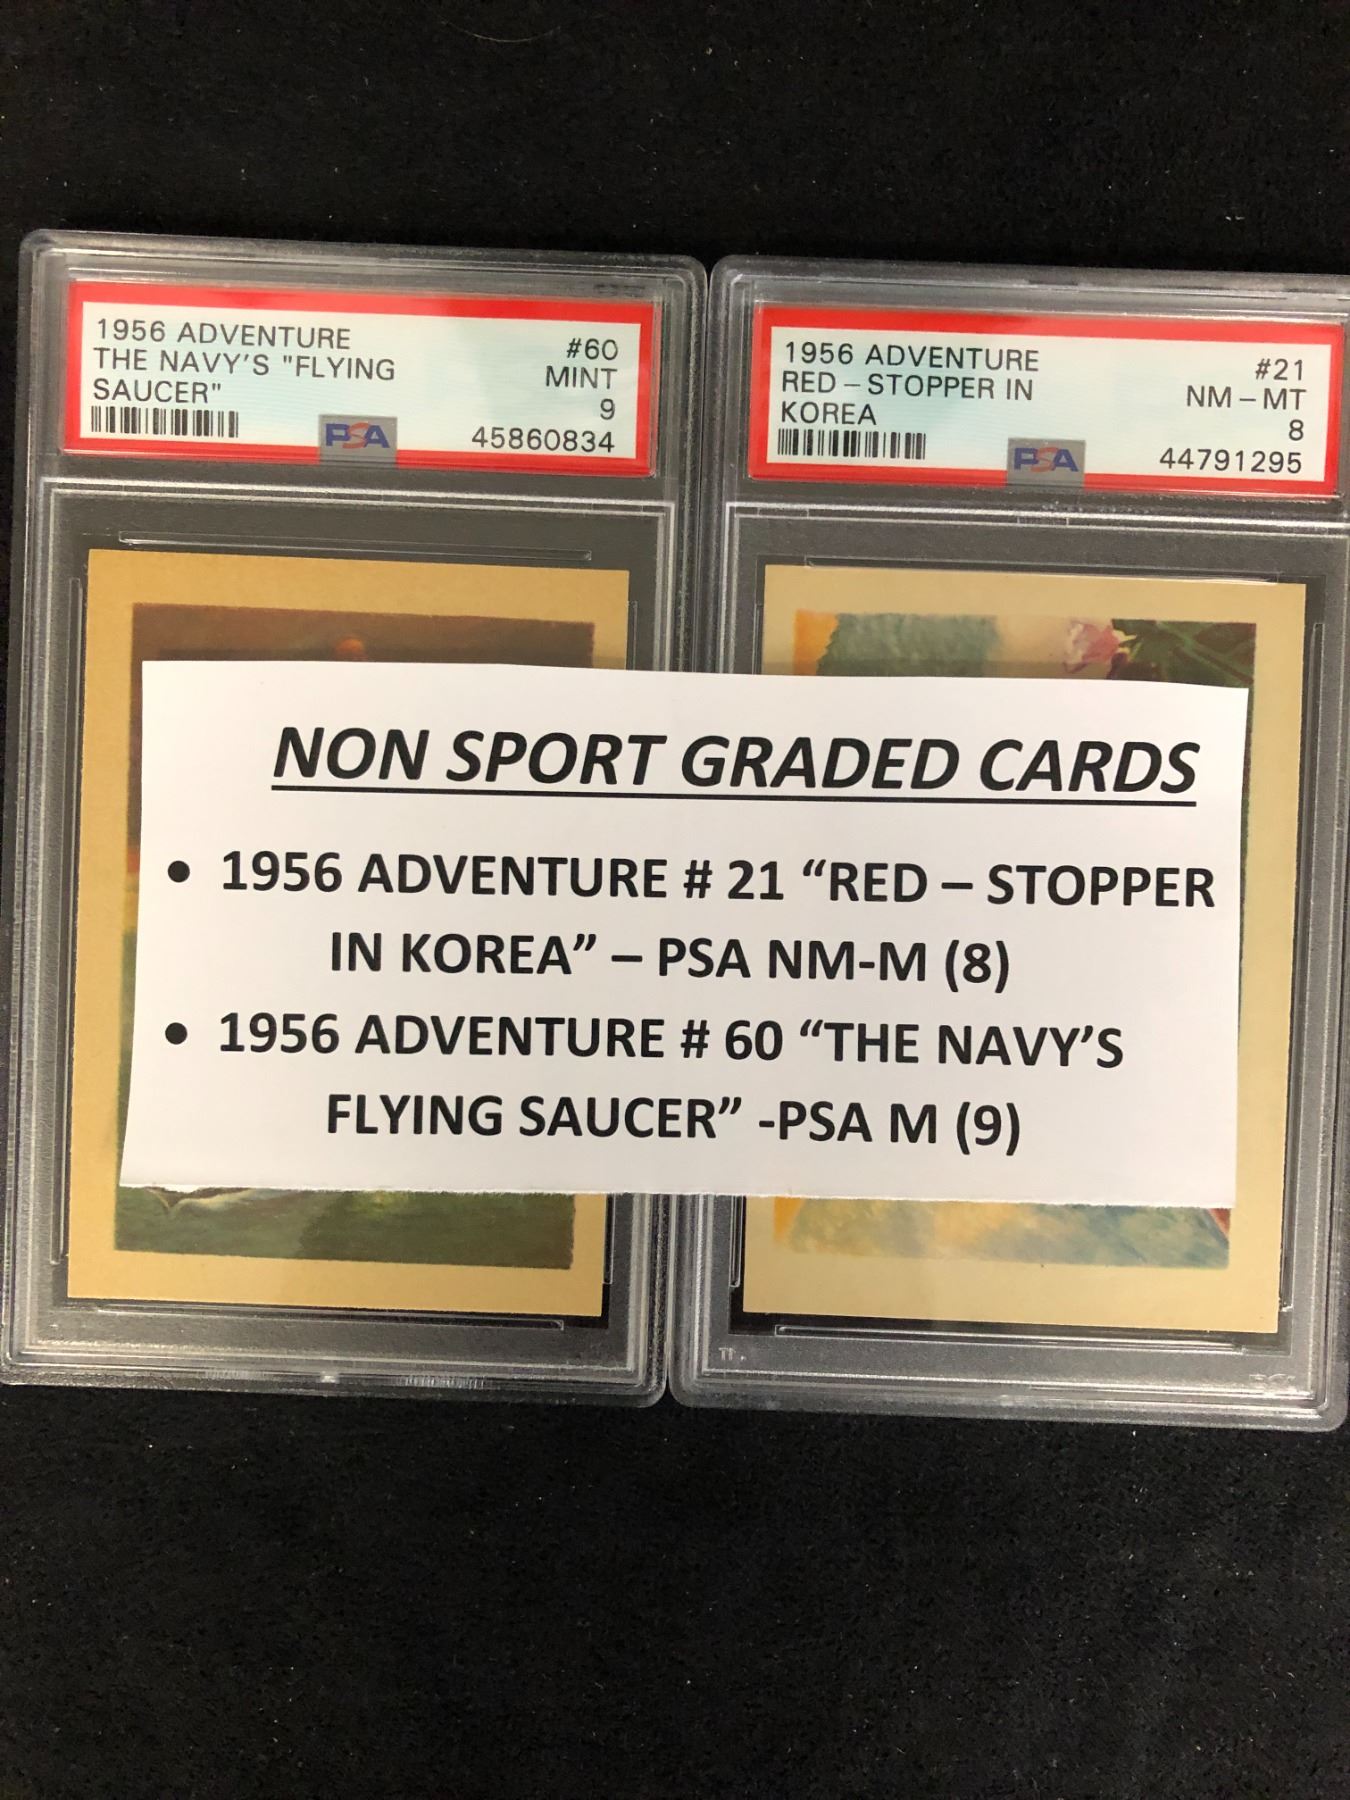 1956 ADVENTURE #60
THE NAVY'S "FLYING MINT
SAUCER" 9
PSA 45860834
1956 ADVENTURE #21
RED – STOPPER IN NM – MT
KOREA 8
PSA 44791295
NON SPORT GRADED CARDS
• 1956 ADVENTURE # 21 “RED – STOPPER
IN KOREA” – PSA NM-M (8)
• 1956 ADVENTURE # 60 “THE NAVY’S
FLYING SAUCER” -PSA M (9)